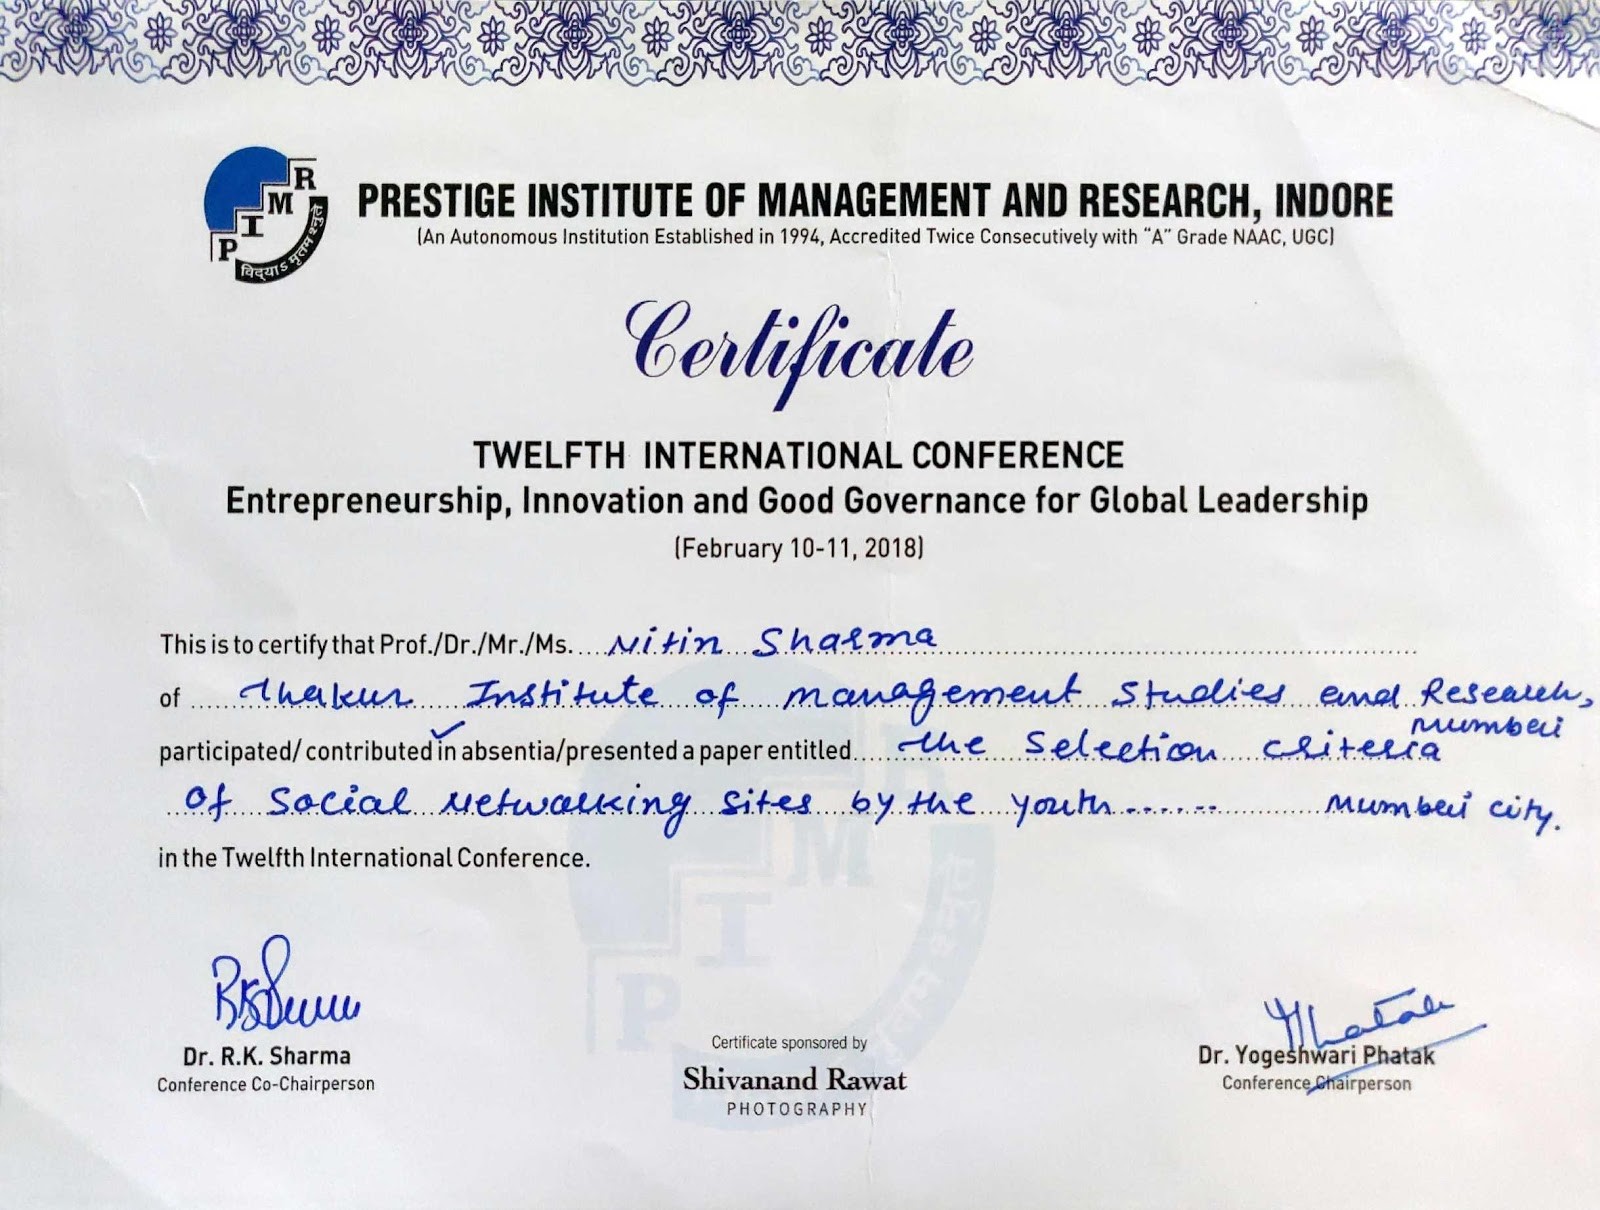 P I M R
विद्याऽ मृतम श्नुते
PRESTIGE INSTITUTE OF MANAGEMENT AND RESEARCH, INDORE
(An Autonomous Institution Established in 1994, Accredited Twice Consecutively with "A" Grade NAAC, UGC)
Certificate
TWELFTH INTERNATIONAL CONFERENCE
Entrepreneurship, Innovation and Good Governance for Global Leadership
(February 10-11, 2018)
This is to certify that Prof./Dr./Mr./Ms. Nitin Sharma
of Thakur Institute of Management Studies and Research,
Mumbai
participated/ contributed in absentia/presented a paper entitled The Selection Criteria
Of Social Networking Sites by the Youth ....... Mumbai city.
in the Twelfth International Conference.
Dr. R.K. Sharma
Conference Co-Chairperson
Certificate sponsored by
Shivanand Rawat
PHOTOGRAPHY
Phatak
Dr. Yogeshwari Phatak
Conference Chairperson